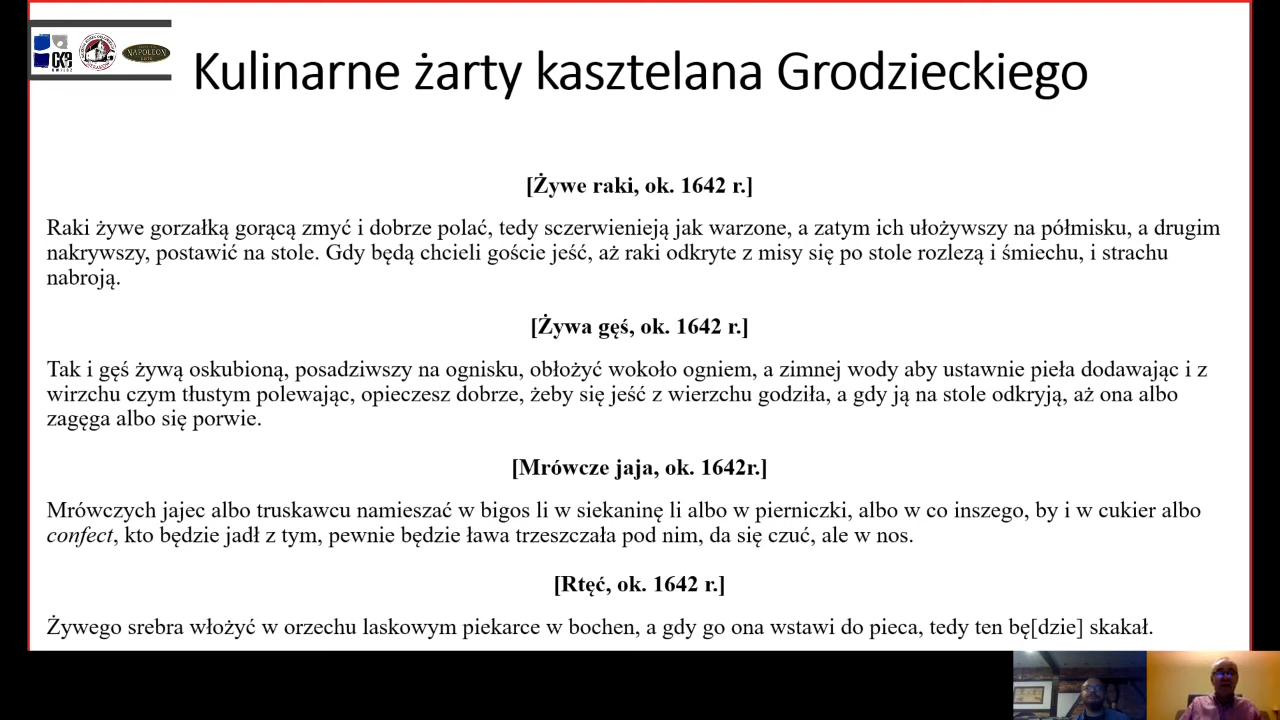 Kulinarne żarty kasztelana Grodzieckiego
NAPOLEON
[Żywe raki, ok. 1642 r.]
Raki żywe gorzałką gorącą zmyć i dobrze polać, tedy sczerwienieją jak warzone, a zatym ich ułożywszy na półmisku, a drugim
nakrywszy, postawić na stole. Gdy będą chcieli goście jeść, aż raki odkryte z misy się po stole rozlezą i śmiechu, i strachu
nabroją.
[Żywa gęś, ok. 1642 r.]
Tak i gęś żywą oskubioną, posadziwszy na ognisku, obłożyć wokoło ogniem, a zimnej wody aby ustawnie pieła dodawając i z
wirzchu czym tłustym polewając, opieczesz dobrze, żeby się jeść z wierzchu godziła, a gdy ją na stole odkryją, aż ona albo
zagęga albo się porwie.
[Mrówcze jaja, ok. 1642r.]
Mrówczych jajec albo truskawcu namieszać w bigos li w siekaninę li albo w pierniczki, albo w co inszego, by i w cukier albo
confect, kto będzie jadł z tym, pewnie będzie ława trzeszczała pod nim, da się czuć, ale w nos.
[Rtęć, ok. 1642 r.]
Żywego srebra włożyć w orzechu laskowym piekarce w bochen, a gdy go ona wstawi do pieca, tedy ten bę[dzie] skakał.